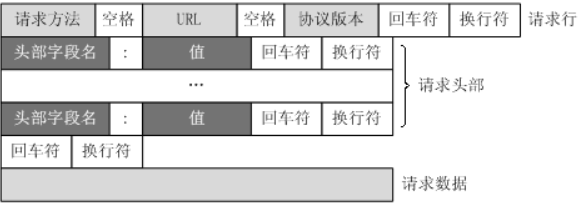 请求方法 空格 URL 空格 协议版本 回车符 换行符 请求行
头部字段名 : 值 回车符 换行符
... 请求头部
头部字段名 : 值 回车符 换行符
回车符 换行符
请求数据